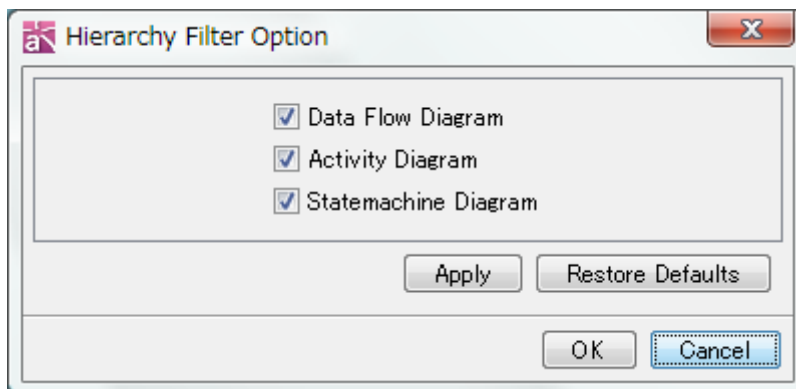 Hierarchy Filter Option
Data Flow Diagram
Activity Diagram
Statemachine Diagram
Apply Restore Defaults
OK Cancel